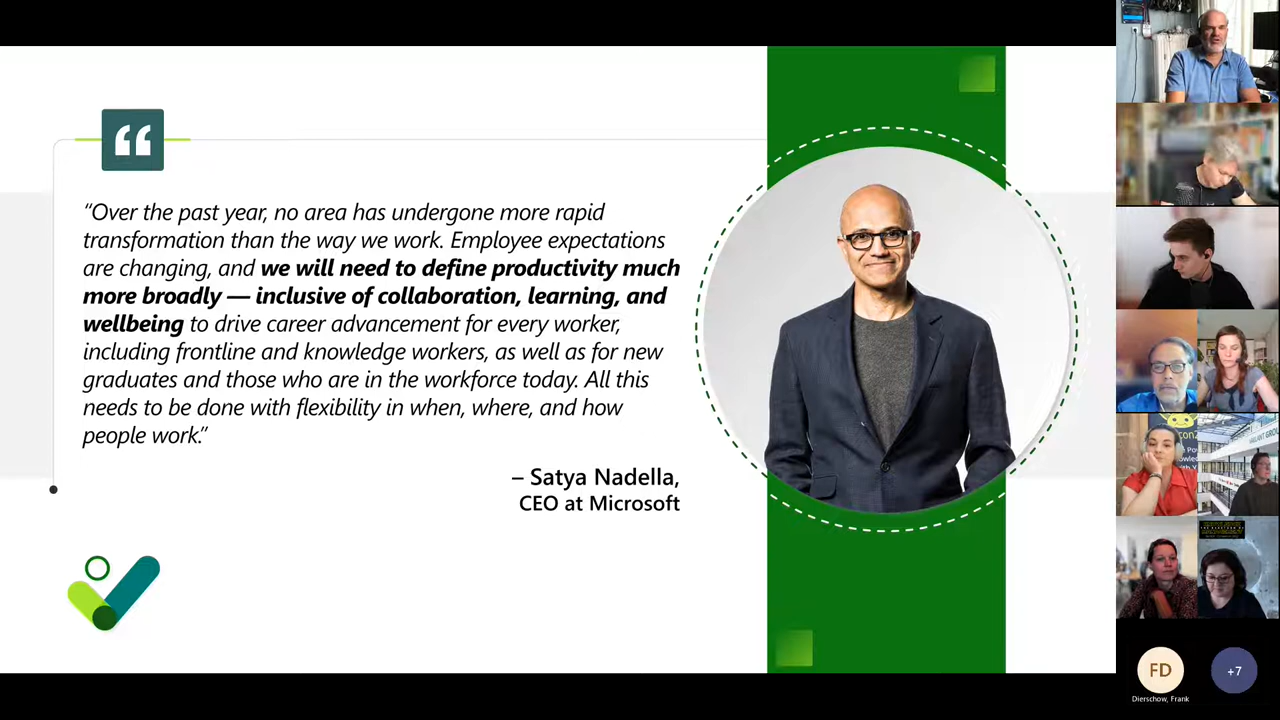 “Over the past year, no area has undergone more rapid
transformation than the way we work. Employee expectations
are changing, and we will need to define productivity much
more broadly — inclusive of collaboration, learning, and
wellbeing to drive career advancement for every worker,
including frontline and knowledge workers, as well as for new
graduates and those who are in the workforce today. All this
needs to be done with flexibility in when, where, and how
people work.”
– Satya Nadella,
CEO at Microsoft
FD
+7
Dierschow, Frank